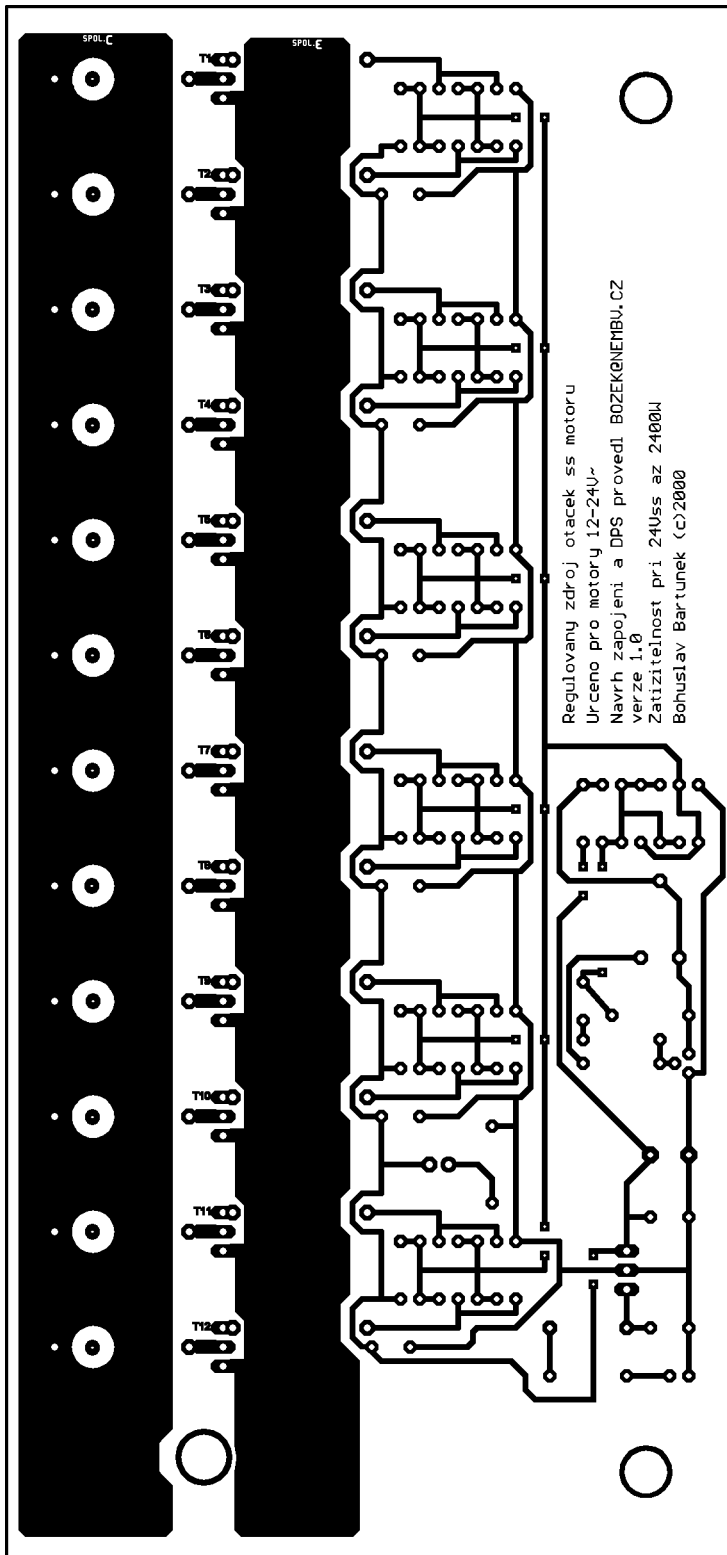 SPOL.C
SPOL.E
T1
T2
T3
T4
T5
T6
T7
T8
T9
T10
T11
T12
Regulovany zdroj otacek ss motoru
Urceno pro motory 12-24V~
Navrh zapojeni a DPS provedl BOZEK@NEMBV.CZ
verze 1.0
Zatizitelnost pri 24Vss az 2400W
Bohuslav Bartunek (c)2000